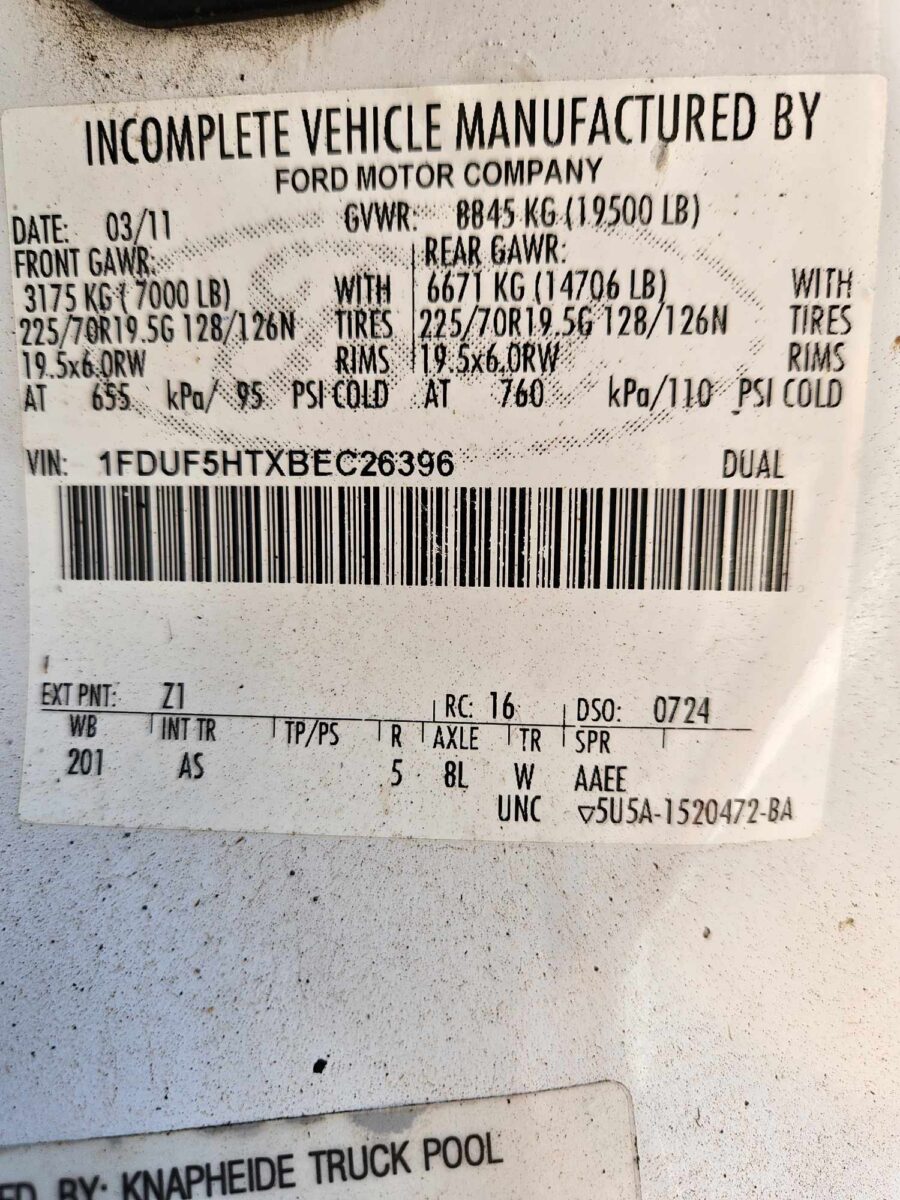 INCOMPLETE VEHICLE MANUFACTURED BY
FORD MOTOR COMPANY
DATE: 03/11 GVWR: 8845 KG (19500 LB)
FRONT GAWR: REAR GAWR:
3175 KG ( 7000 LB) WITH 6671 KG (14706 LB) WITH
225/70R19.5G 128/126N TIRES 225/70R19.5G 128/126N TIRES
19.5x6.0RW RIMS 19.5x6.0RW RIMS
AT 655 kPa/ 95 PSI COLD AT 760 kPa/110 PSI COLD
VIN: 1FDUF5HTXBEC26396 DUAL
EXT PNT: Z1 RC: 16 DSO: 0724
WB INT TR TP/PS R AXLE TR SPR
201 AS 5 8L W AAEE
UNC ▽5U5A-1520472-BA
BY: KNAPHEIDE TRUCK POOL